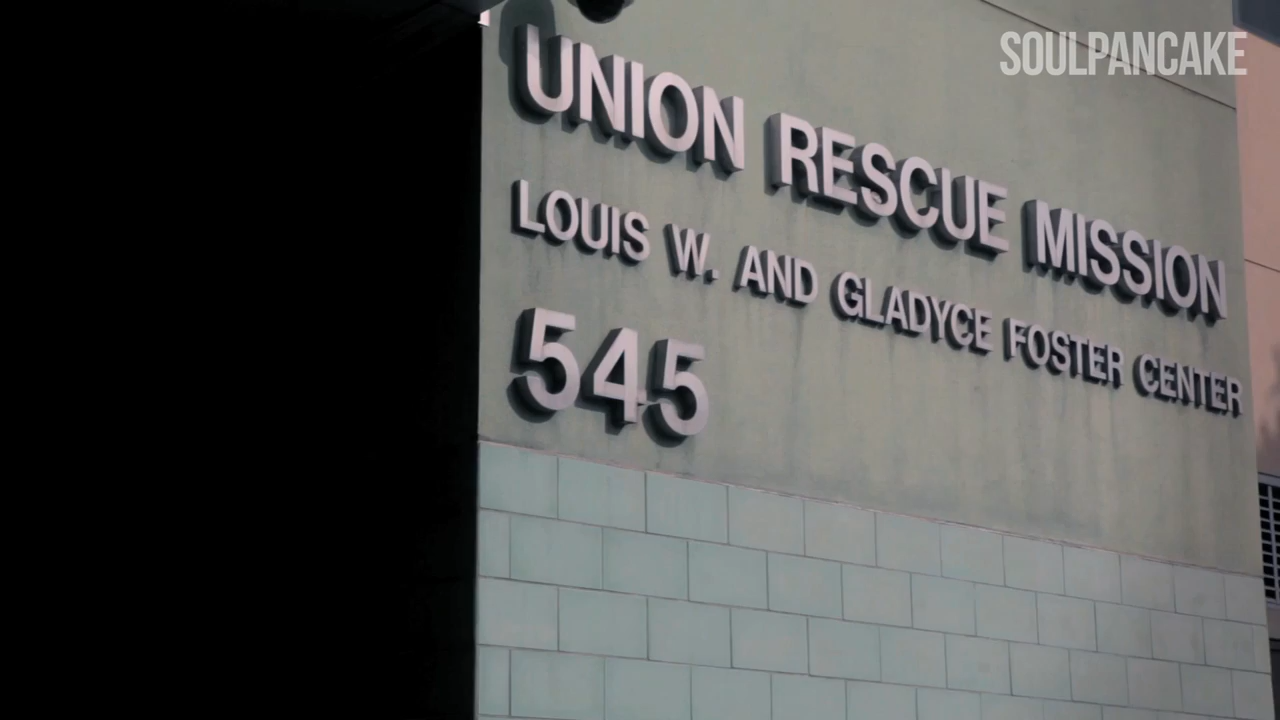 SOULPANCAKE
UNION RESCUE MISSION
LOUIS W. AND GLADYCE FOSTER CENTER
545